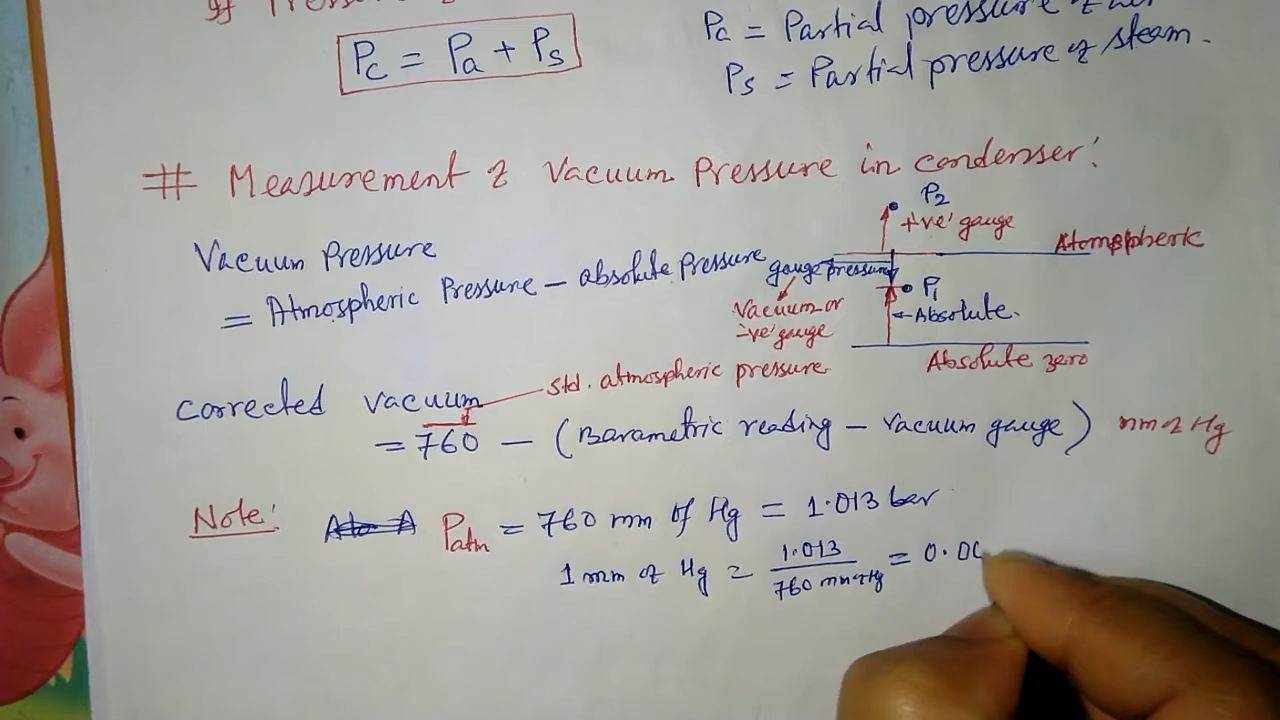 Pc = Pa + Ps
Pa = Partial pressure
Ps = Partial pressure of steam.
# Measurement of Vacuum Pressure in condenser:
Vacuum Pressure
= Atmospheric Pressure – absolute Pressure
P2
+ve' gauge
Atomspheric
gauge pressure
P1
Vacuum or
-ve' gauge
Absolute.
Absolute zero
Std. atmospheric pressure
corrected vacuum
= 760 – (Barametric reading – vacuum gauge) mm of Hg
Note: Patm = 760 mm of Hg = 1.013 bar
1 mm of Hg = 1.013 / 760 mm of Hg = 0.00